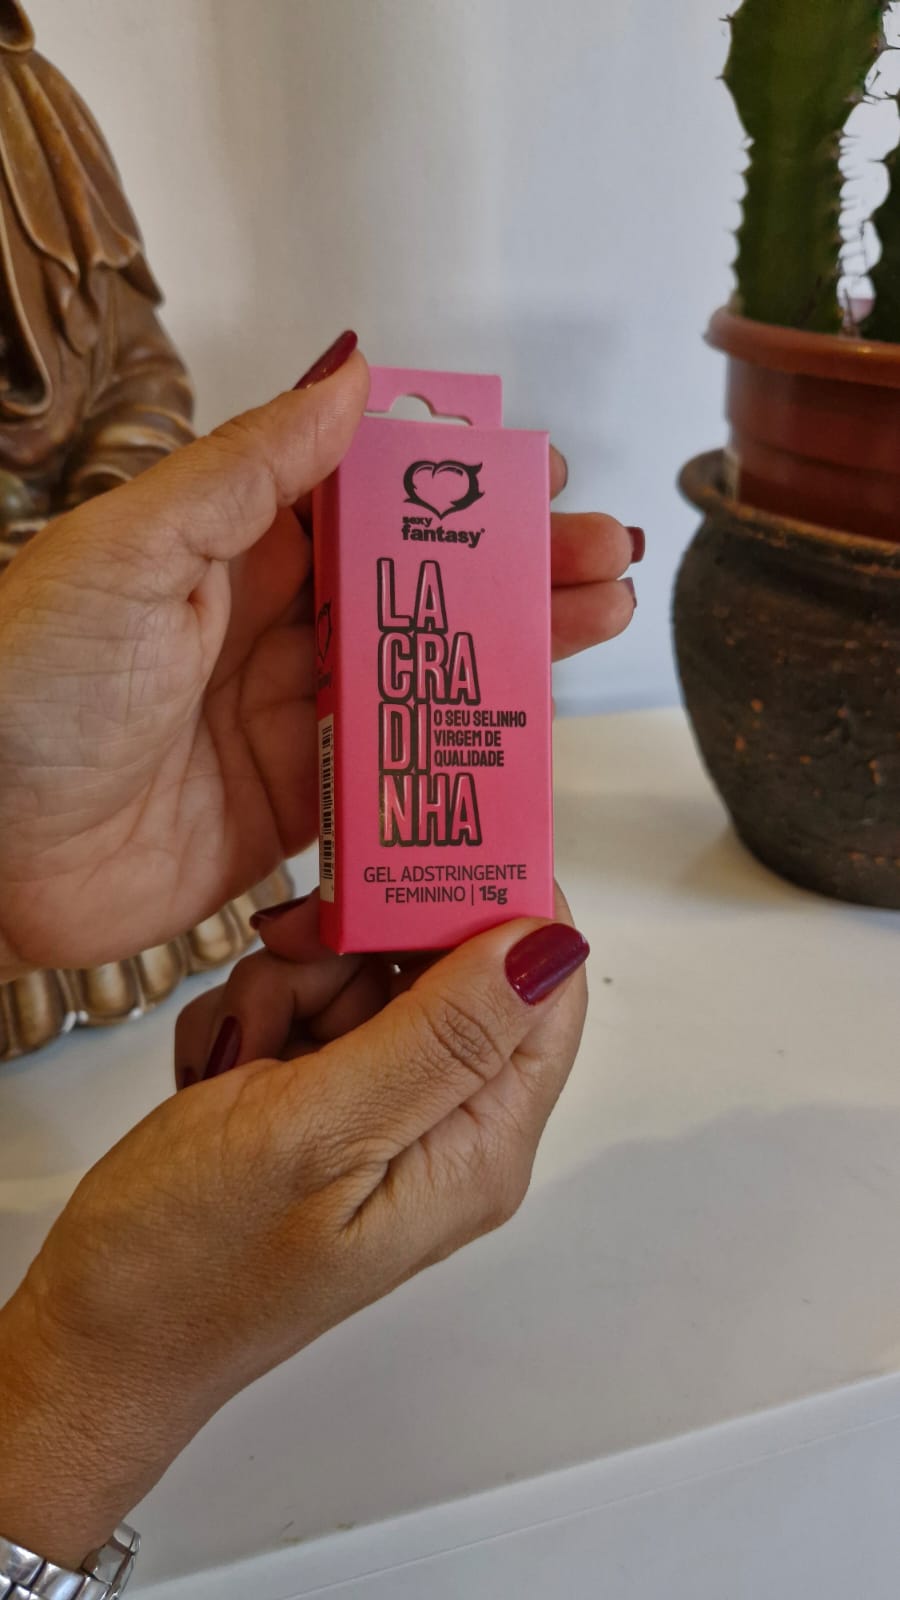 sexy
fantasy®
LA
CRA
DI
NHA
O SEU SELINHO
VIRGEM DE
QUALIDADE
GEL ADSTRINGENTE
FEMININO | 15g